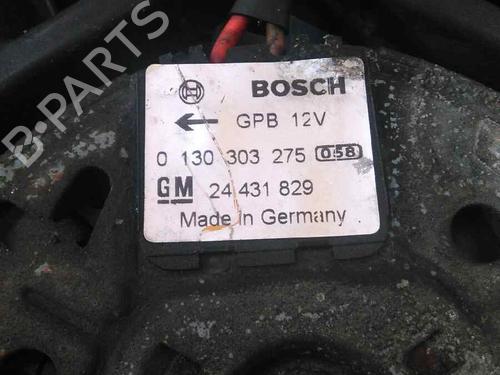 B-PARTS
BOSCH
← GPB 12V
0 130 303 275 058
GM 24 431 829
Made in Germany